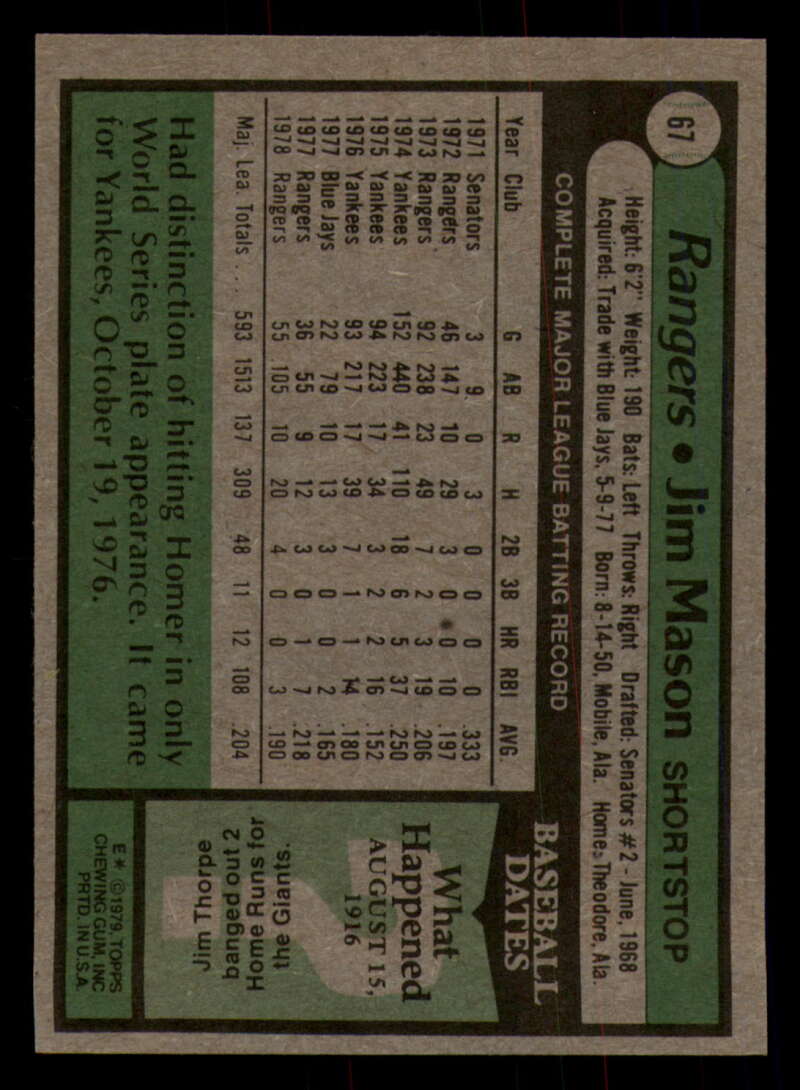 67
Rangers • Jim Mason SHORTSTOP
Height: 6'2" Weight: 190 Bats: Left Throws: Right Drafted: Senators #2 - June, 1968
Acquired: Trade with Blue Jays, 5-9-77 Born: 8-14-50, Mobile, Ala. Home: Theodore, Ala.
COMPLETE MAJOR LEAGUE BATTING RECORD
Year Club G AB R H 2B 3B HR RBI AVG.
1971 Senators 3 9 0 3 0 0 0 0 .333
1972 Rangers 46 147 10 29 3 0 0 10 .197
1973 Rangers 92 238 23 49 7 2 3 19 .206
1974 Yankees 152 440 41 110 18 6 5 37 .250
1975 Yankees 94 223 17 34 3 2 2 16 .152
1976 Yankees 93 217 17 39 7 1 1 14 .180
1977 Blue Jays 22 79 10 13 3 0 0 2 .165
1977 Rangers 36 55 9 12 3 0 1 7 .218
1978 Rangers 55 105 10 20 4 0 0 3 .190
Maj. Lea. Totals . . . 593 1513 137 309 48 11 12 108 .204
Had distinction of hitting Homer in only
World Series plate appearance. It came
for Yankees, October 19, 1976.
BASEBALL
DATES
What
Happened
AUGUST 15,
1916
Jim Thorpe
banged out 2
Home Runs for
the Giants.
E* ©1979, TOPPS
CHEWING GUM, INC
PRTD. IN U.S.A.